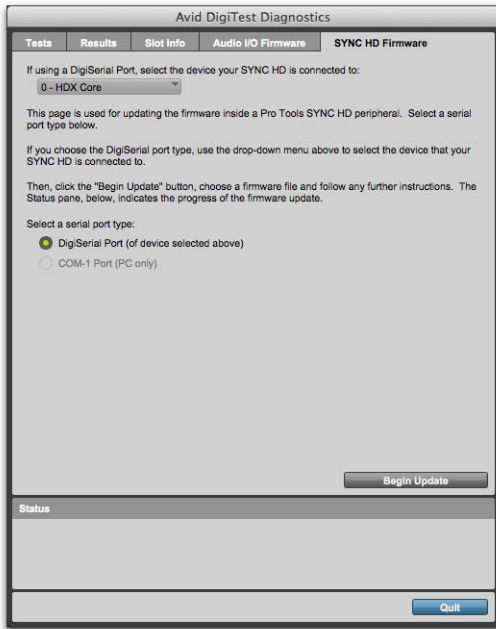 Avid DigiTest Diagnostics
Tests Results Slot Info Audio I/O Firmware SYNC HD Firmware
If using a DigiSerial Port, select the device your SYNC HD is connected to:
0 - HDX Core
This page is used for updating the firmware inside a Pro Tools SYNC HD peripheral. Select a serial
port type below.
If you choose the DigiSerial port type, use the drop-down menu above to select the device that your
SYNC HD is connected to.
Then, click the "Begin Update" button, choose a firmware file and follow any further instructions. The
Status pane, below, indicates the progress of the firmware update.
Select a serial port type:
DigiSerial Port (of device selected above)
COM-1 Port (PC only)
Begin Update
Status
Quit